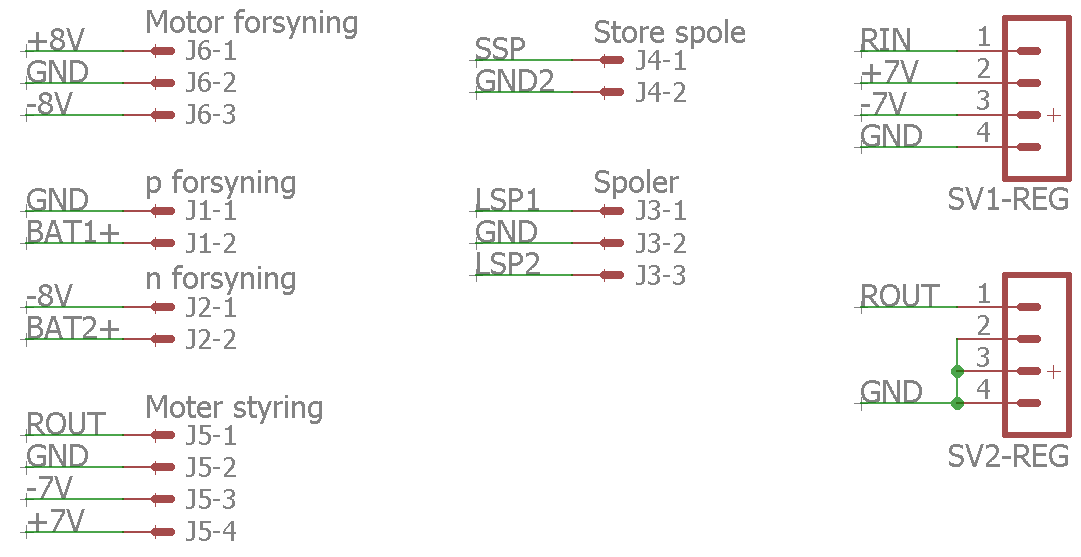 Motor forsyning
+8V J6-1
GND J6-2
-8V J6-3
p forsyning
GND J1-1
BAT1+ J1-2
n forsyning
-8V J2-1
BAT2+ J2-2
Moter styring
ROUT J5-1
GND J5-2
-7V J5-3
+7V J5-4
Store spole
SSP J4-1
GND2 J4-2
Spoler
LSP1 J3-1
GND J3-2
LSP2 J3-3
RIN 1
+7V 2
-7V 3
GND 4
SV1-REG
ROUT 1
2
3
GND 4
SV2-REG